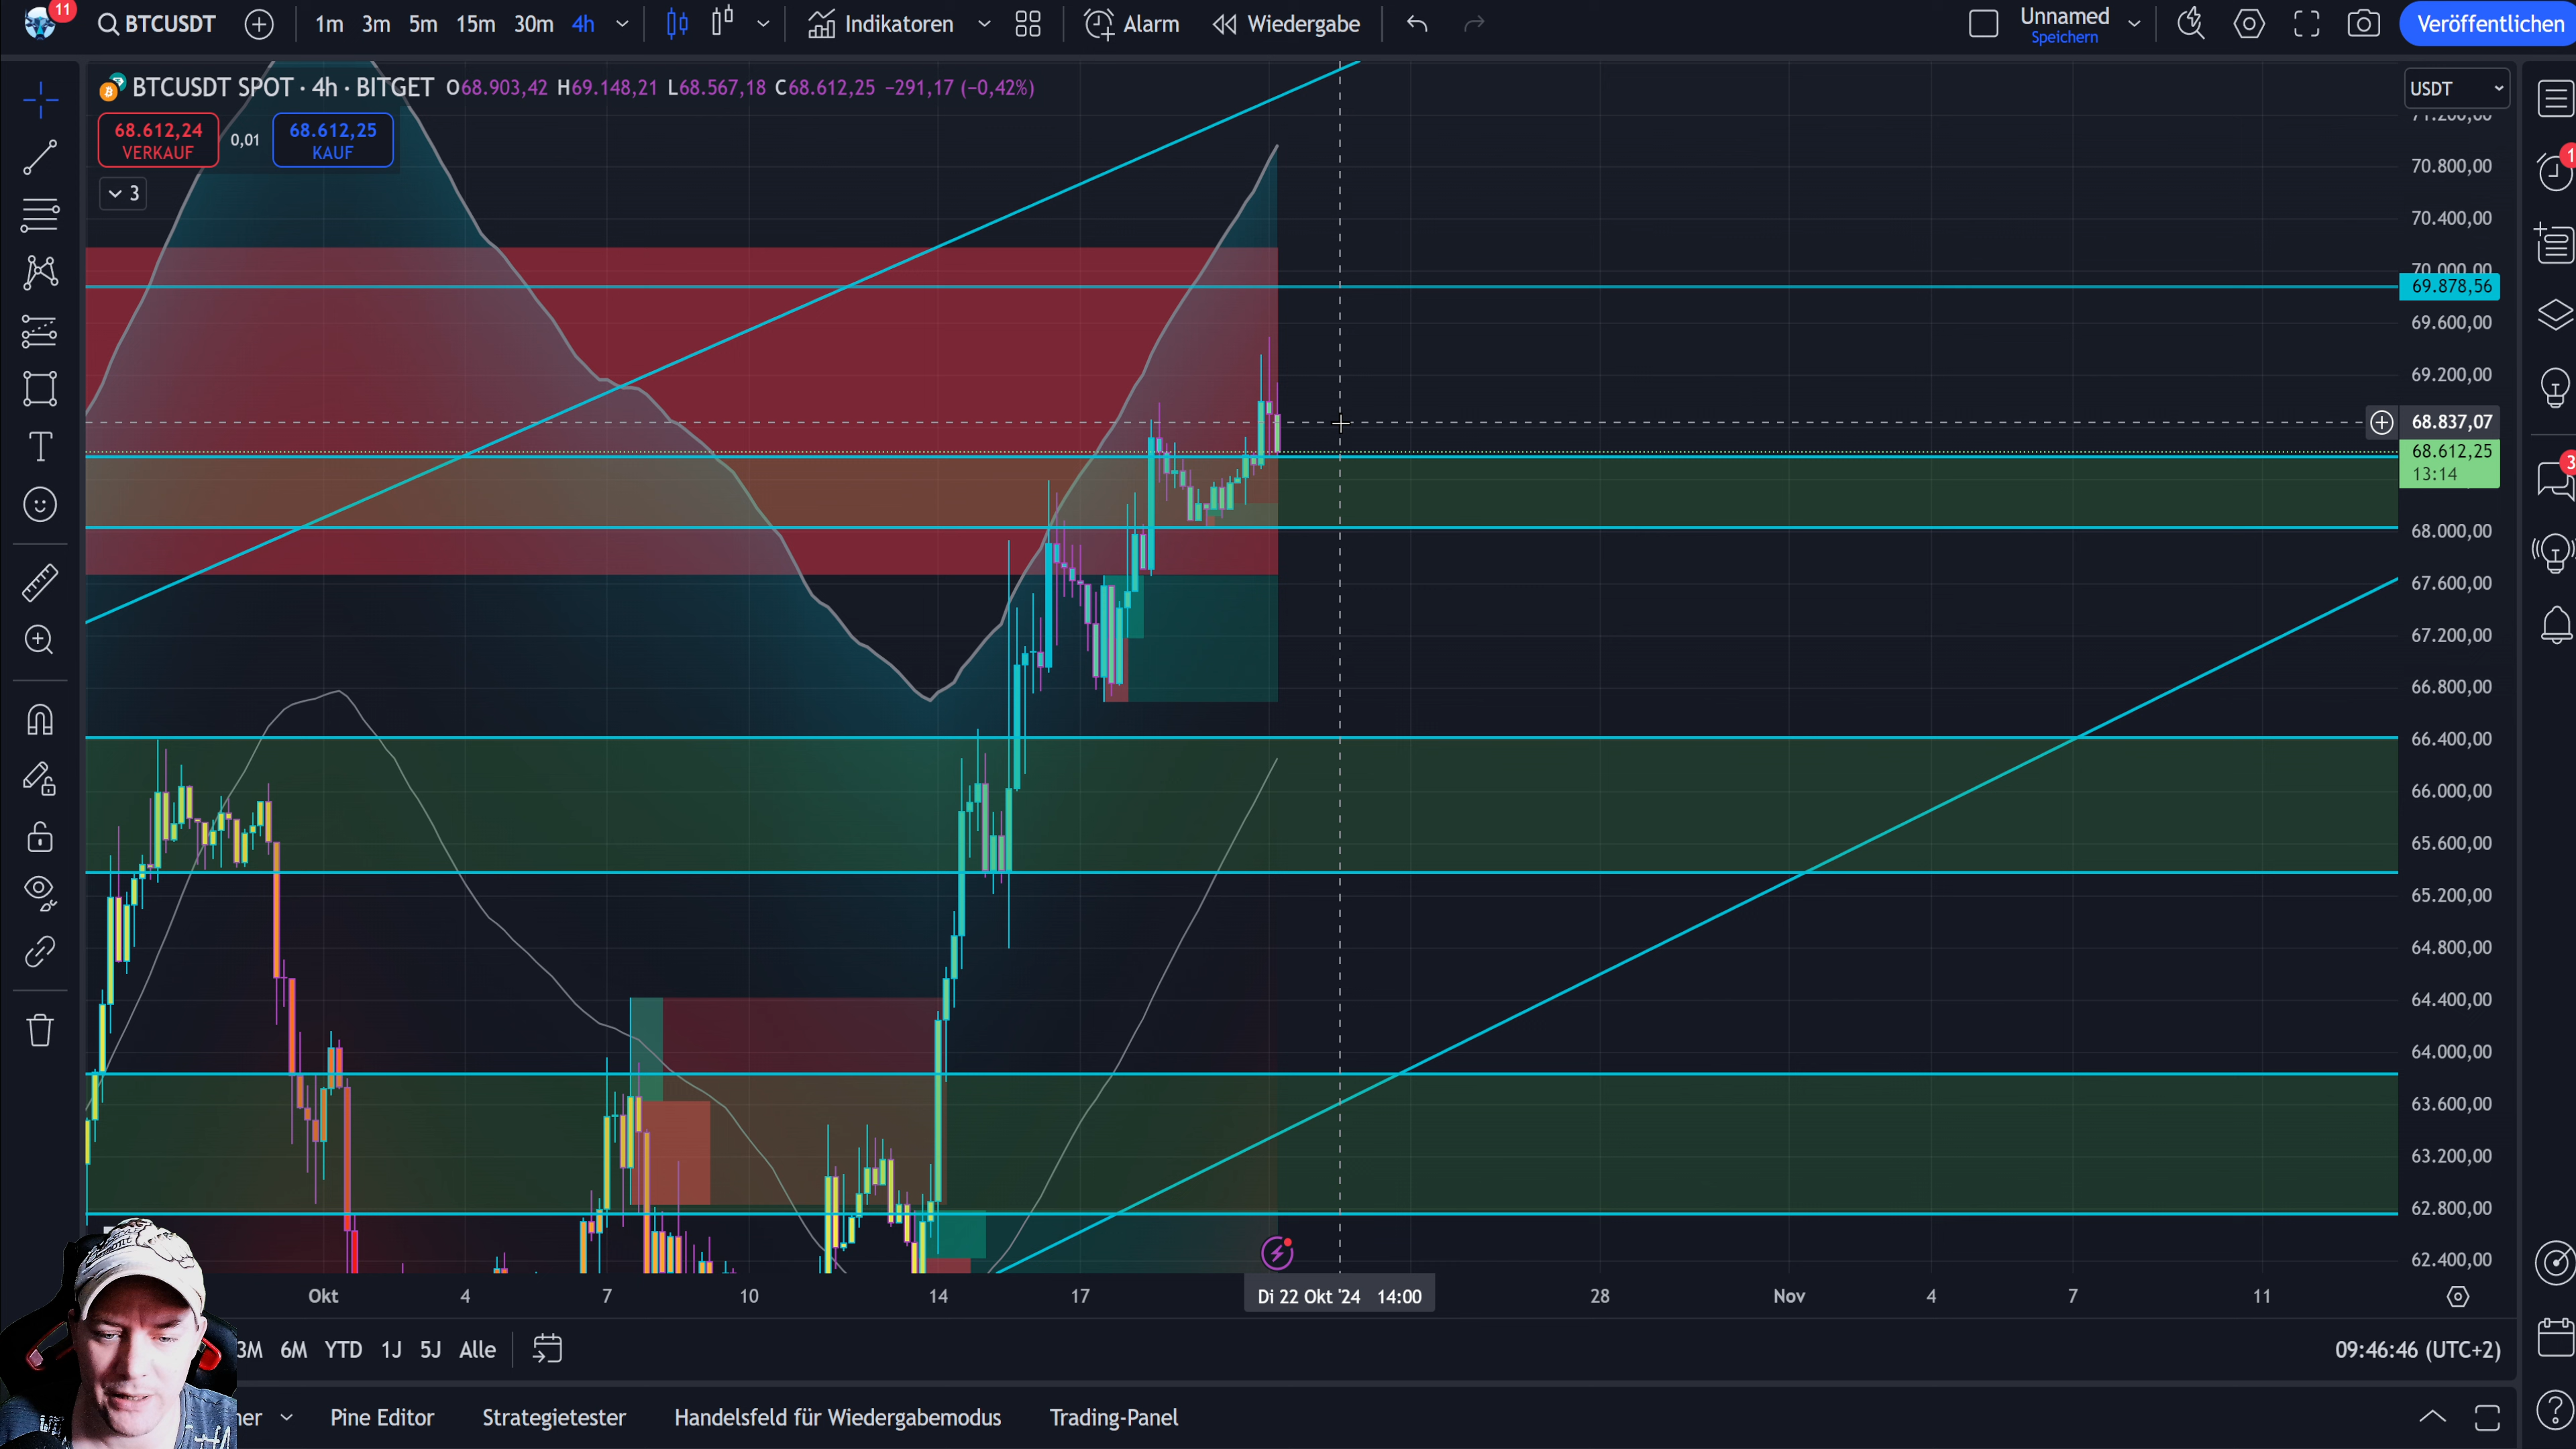 11
BTCUSDT
1m 3m 5m 15m 30m 4h
Indikatoren
Alarm
Wiedergabe
Unnamed
Speichern
Veröffentlichen
BTCUSDT SPOT · 4h · BITGET O68.903,42 H69.148,21 L68.567,18 C68.612,25 −291,17 (−0,42%)
USDT
68.612,24
VERKAUF
0,01
68.612,25
KAUF
3
71.200,00
70.800,00
70.400,00
70.000,00
69.878,56
69.600,00
69.200,00
68.837,07
68.612,25
13:14
68.000,00
67.600,00
67.200,00
66.800,00
66.400,00
66.000,00
65.600,00
65.200,00
64.800,00
64.400,00
64.000,00
63.600,00
63.200,00
62.800,00
62.400,00
1
3
Okt 4 7 10 14 17 Di 22 Okt '24 14:00 28 Nov 4 7 11
3M 6M YTD 1J 5J Alle
09:46:46 (UTC+2)
Pine Editor Strategietester Handelsfeld für Wiedergabemodus Trading-Panel